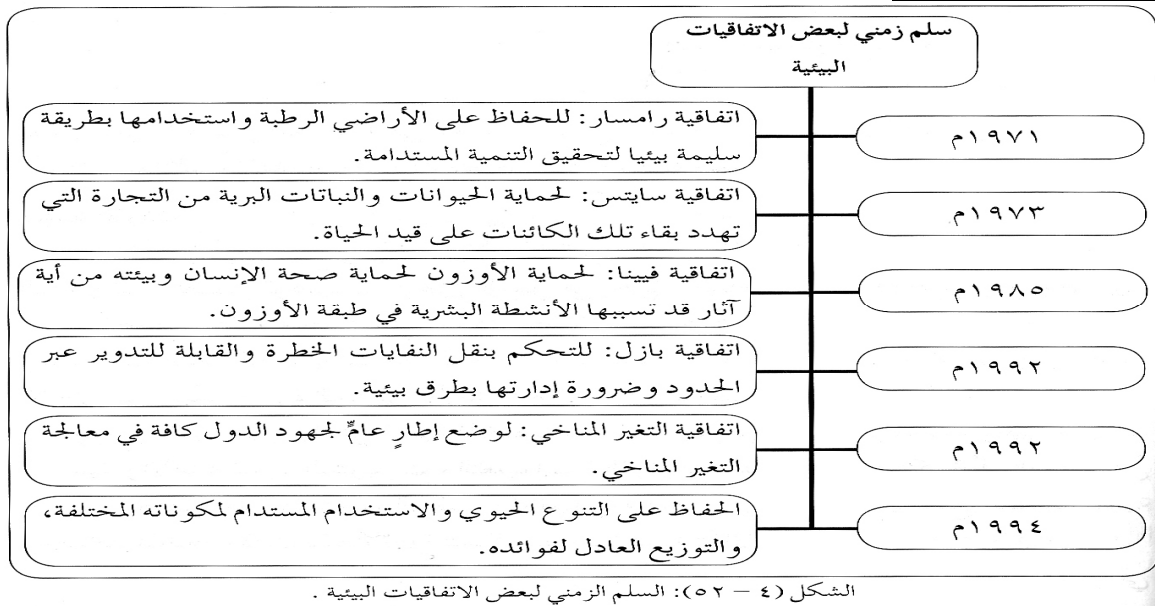 سلم زمني لبعض الاتفاقيات
البيئية
١٩٧١م
اتفاقية رامسار: للحفاظ على الأراضي الرطبة واستخدامها بطريقة
سليمة بيئيا لتحقيق التنمية المستدامة.
١٩٧٣م
اتفاقية سايتس: لحماية الحيوانات والنباتات البرية من التجارة التي
تهدد بقاء تلك الكائنات على قيد الحياة.
١٩٨٥م
اتفاقية فيينا: لحماية الأوزون لحماية صحة الإنسان وبيئته من أية
آثار قد تسببها الأنشطة البشرية في طبقة الأوزون.
١٩٩٢م
اتفاقية بازل: للتحكم بنقل النفايات الخطرة والقابلة للتدوير عبر
الحدود وضرورة إدارتها بطرق بيئية.
١٩٩٢م
اتفاقية التغير المناخي: لوضع إطارٍ عامٍّ لجهود الدول كافة في معالجة
التغير المناخي.
١٩٩٤م
الحفاظ على التنوع الحيوي والاستخدام المستدام لمكوناته المختلفة،
والتوزيع العادل لفوائده.
الشكل (٤ – ٥٢): السلم الزمني لبعض الاتفاقيات البيئية .